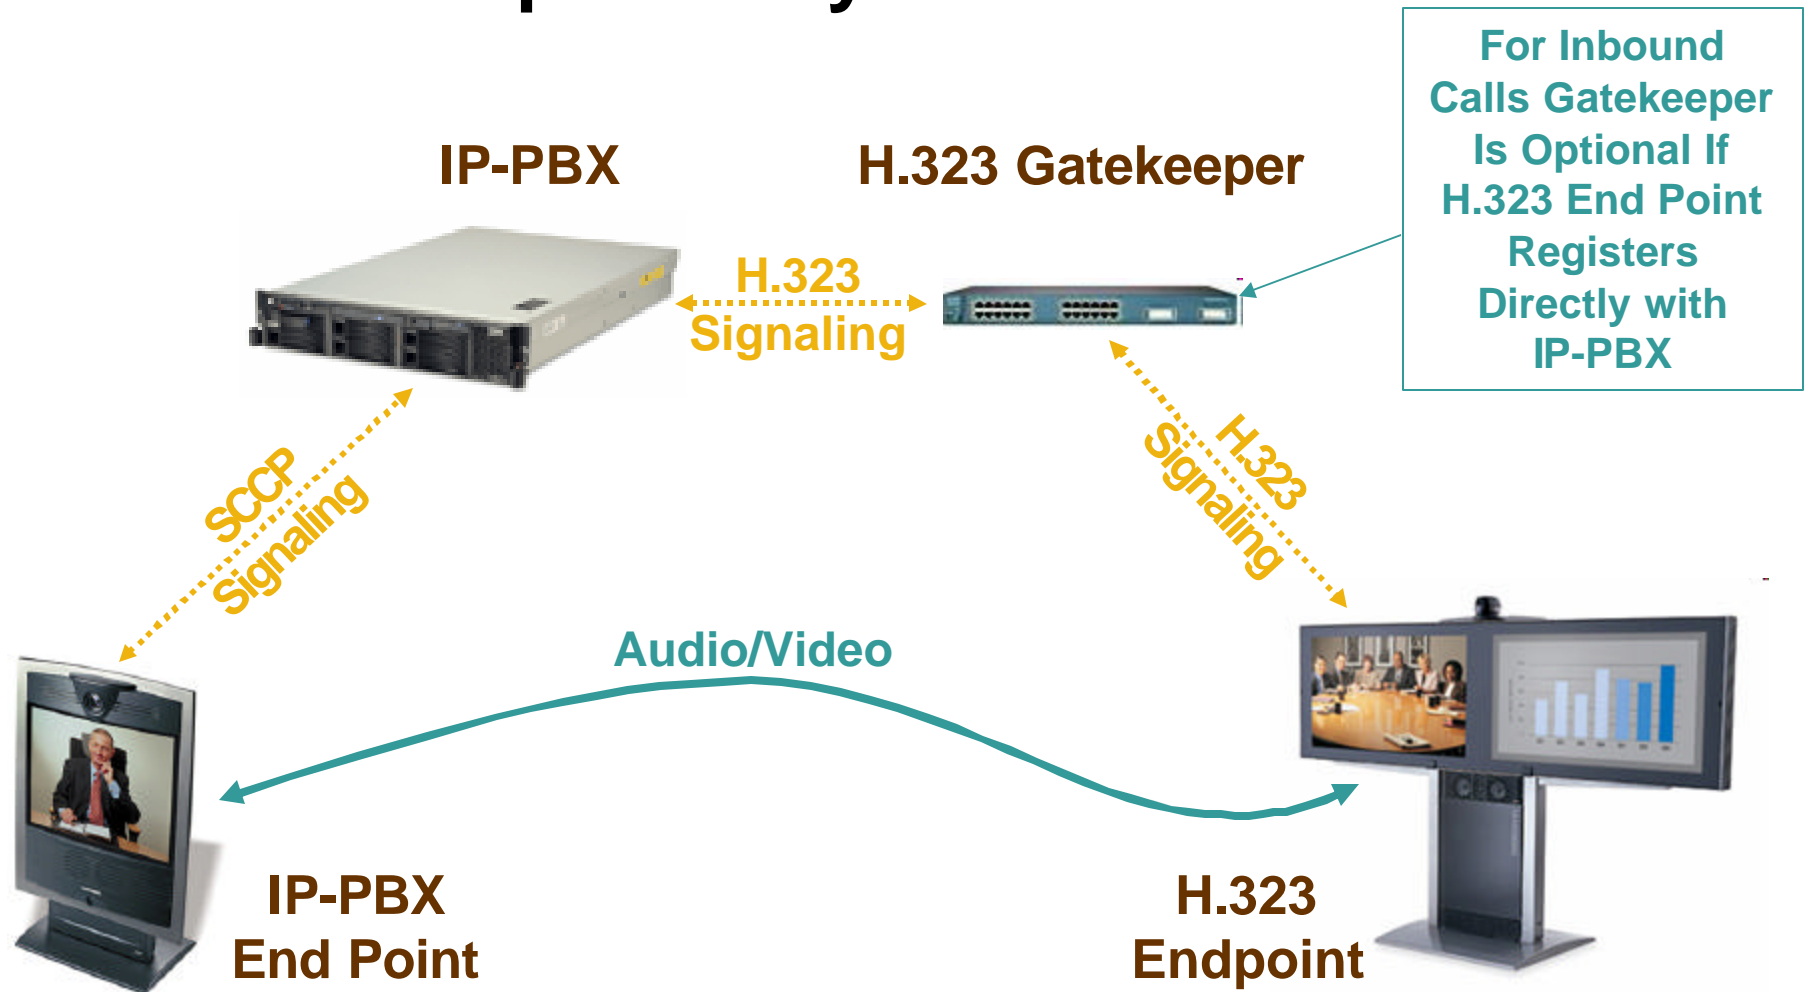 For Inbound
Calls Gatekeeper
Is Optional If
H.323 End Point
Registers
Directly with
IP-PBX
IP-PBX
H.323 Gatekeeper
H.323
Signaling
SCCP
Signaling
H.323
Signaling
Audio/Video
IP-PBX
End Point
H.323
Endpoint